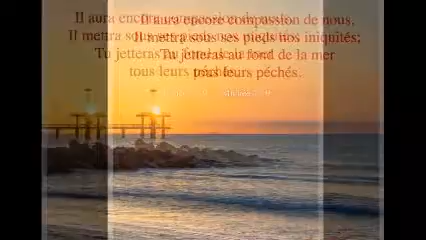 Il aura encore compassion de nous,
Il mettra sous ses pieds nos iniquités;
Tu jetteras au fond de la mer
tous leurs péchés.